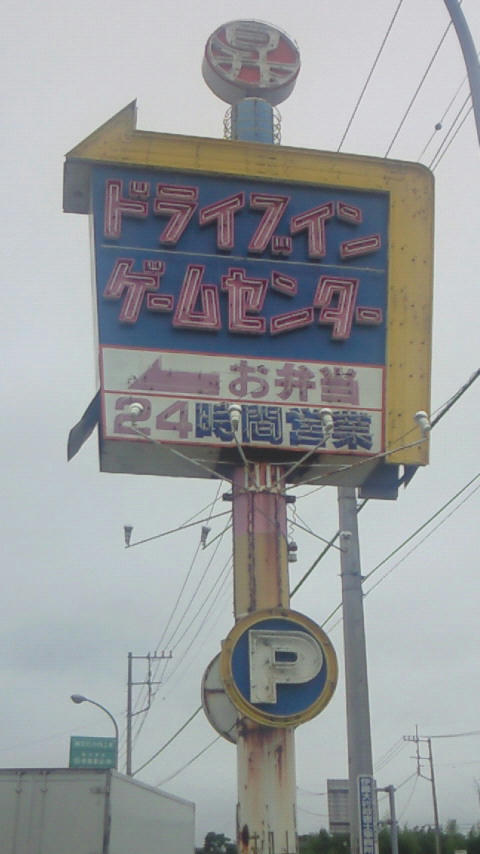 昇
ドライブイン
ゲームセンター
お弁当
24時間営業
P